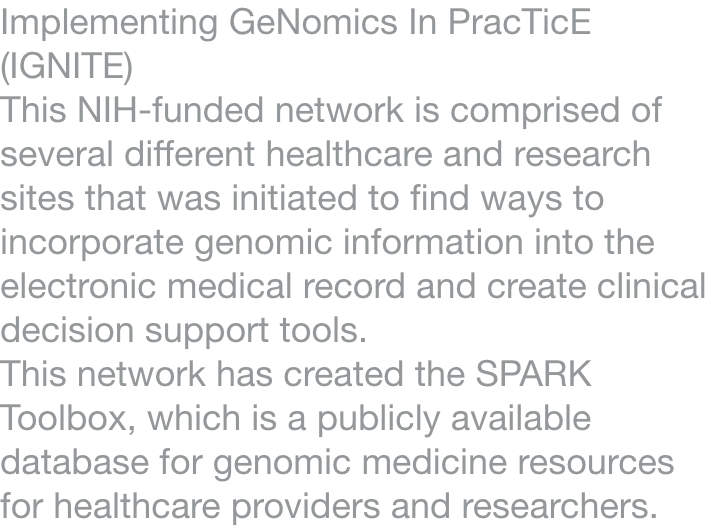 Implementing GeNomics In PracTicE
(IGNITE)
This NIH-funded network is comprised of
several different healthcare and research
sites that was initiated to find ways to
incorporate genomic information into the
electronic medical record and create clinical
decision support tools.
This network has created the SPARK
Toolbox, which is a publicly available
database for genomic medicine resources
for healthcare providers and researchers.